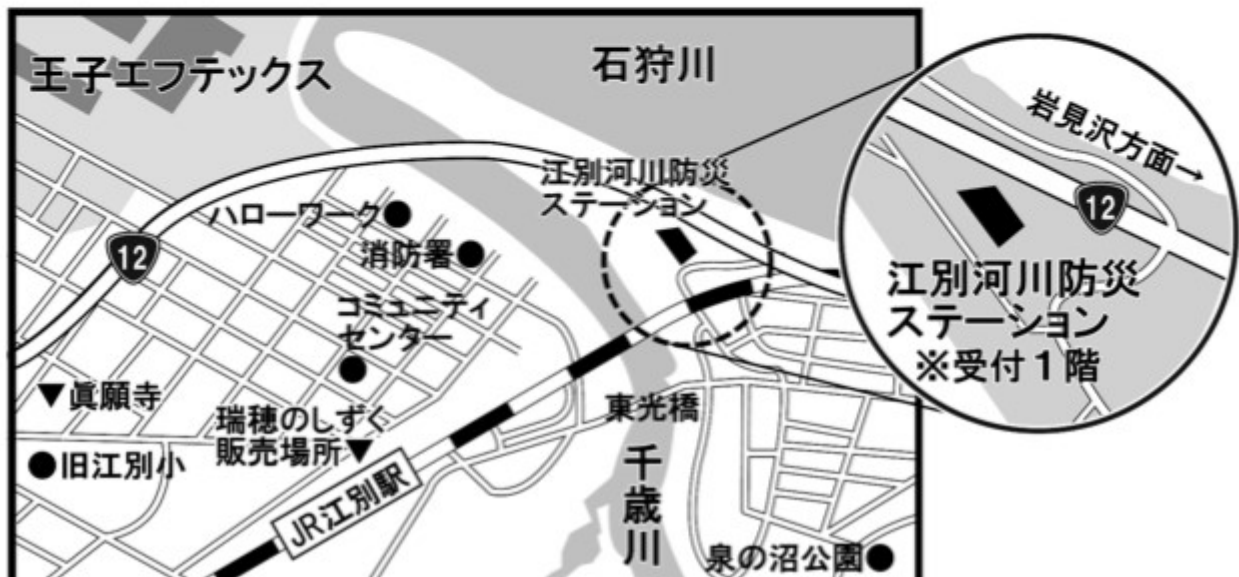 王子エフテックス
石狩川
岩見沢方面→
江別河川防災
ステーション
ハローワーク
12
12
消防署
江別河川防災
ステーション
※受付1階
コミュニティ
センター
▼眞願寺
東光橋
瑞穂のしずく
販売場所▼
旧江別小
JR江別駅
千歳川
泉の沼公園